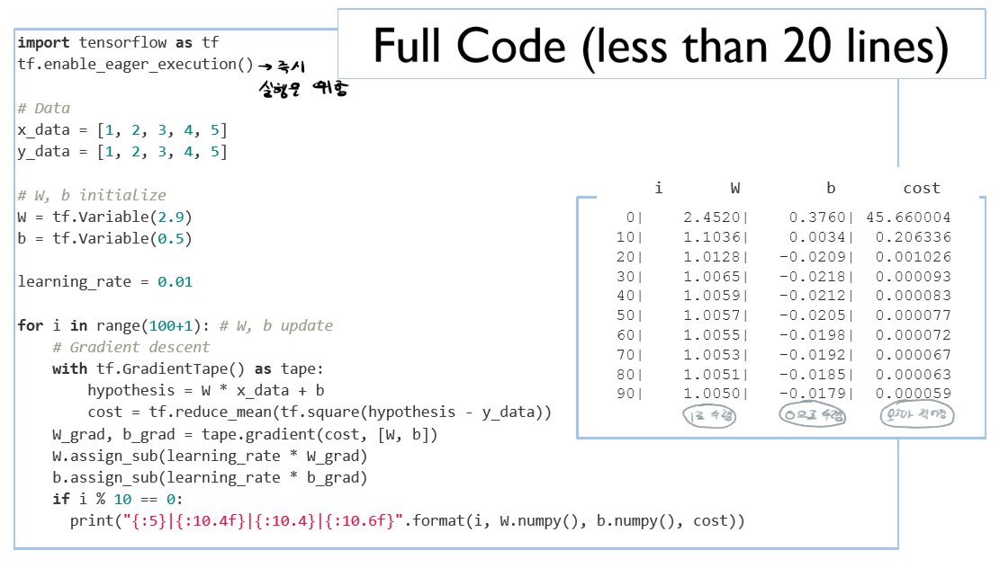 Full Code (less than 20 lines)
import tensorflow as tf
tf.enable_eager_execution() → 즉시
실행을 위함
# Data
x_data = [1, 2, 3, 4, 5]
y_data = [1, 2, 3, 4, 5]
# W, b initialize
W = tf.Variable(2.9)
b = tf.Variable(0.5)
learning_rate = 0.01
for i in range(100+1): # W, b update
# Gradient descent
with tf.GradientTape() as tape:
hypothesis = W * x_data + b
cost = tf.reduce_mean(tf.square(hypothesis - y_data))
W_grad, b_grad = tape.gradient(cost, [W, b])
W.assign_sub(learning_rate * W_grad)
b.assign_sub(learning_rate * b_grad)
if i % 10 == 0:
print("{:5}|{:10.4f}|{:10.4}|{:10.6f}".format(i, W.numpy(), b.numpy(), cost))
i W b cost
0| 2.4520| 0.3760| 45.660004
10| 1.1036| 0.0034| 0.206336
20| 1.0128| -0.0209| 0.001026
30| 1.0065| -0.0218| 0.000093
40| 1.0059| -0.0212| 0.000083
50| 1.0057| -0.0205| 0.000077
60| 1.0055| -0.0198| 0.000072
70| 1.0053| -0.0192| 0.000067
80| 1.0051| -0.0185| 0.000063
90| 1.0050| -0.0179| 0.000059
1로 수렴 0으로 수렴 오차가 적어짐